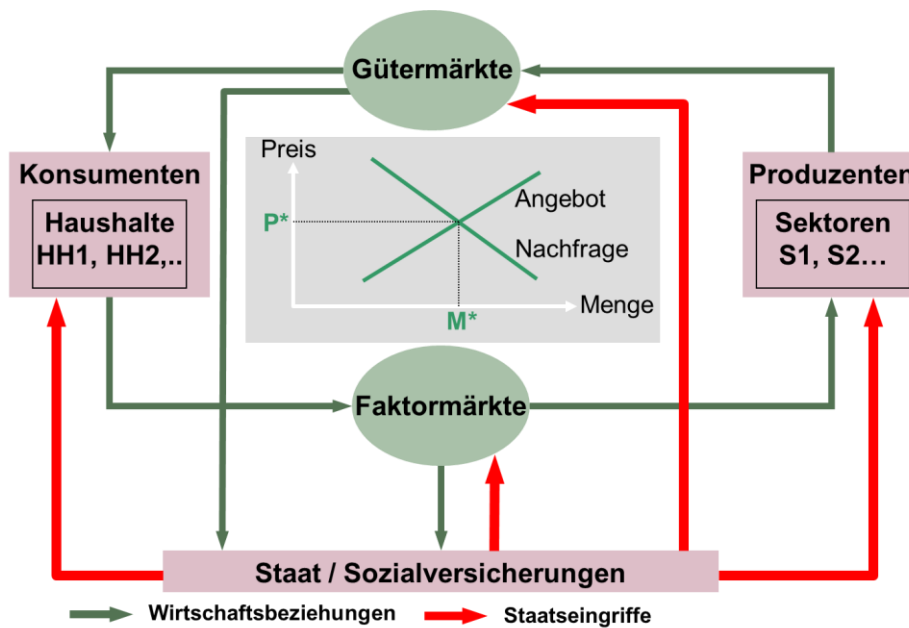 Gütermärkte
Konsumenten
Haushalte
HH1, HH2,..
Preis
P*
Angebot
Nachfrage
M*
Menge
Produzenten
Sektoren
S1, S2…
Faktormärkte
Staat / Sozialversicherungen
Wirtschaftsbeziehungen
Staatseingriffe